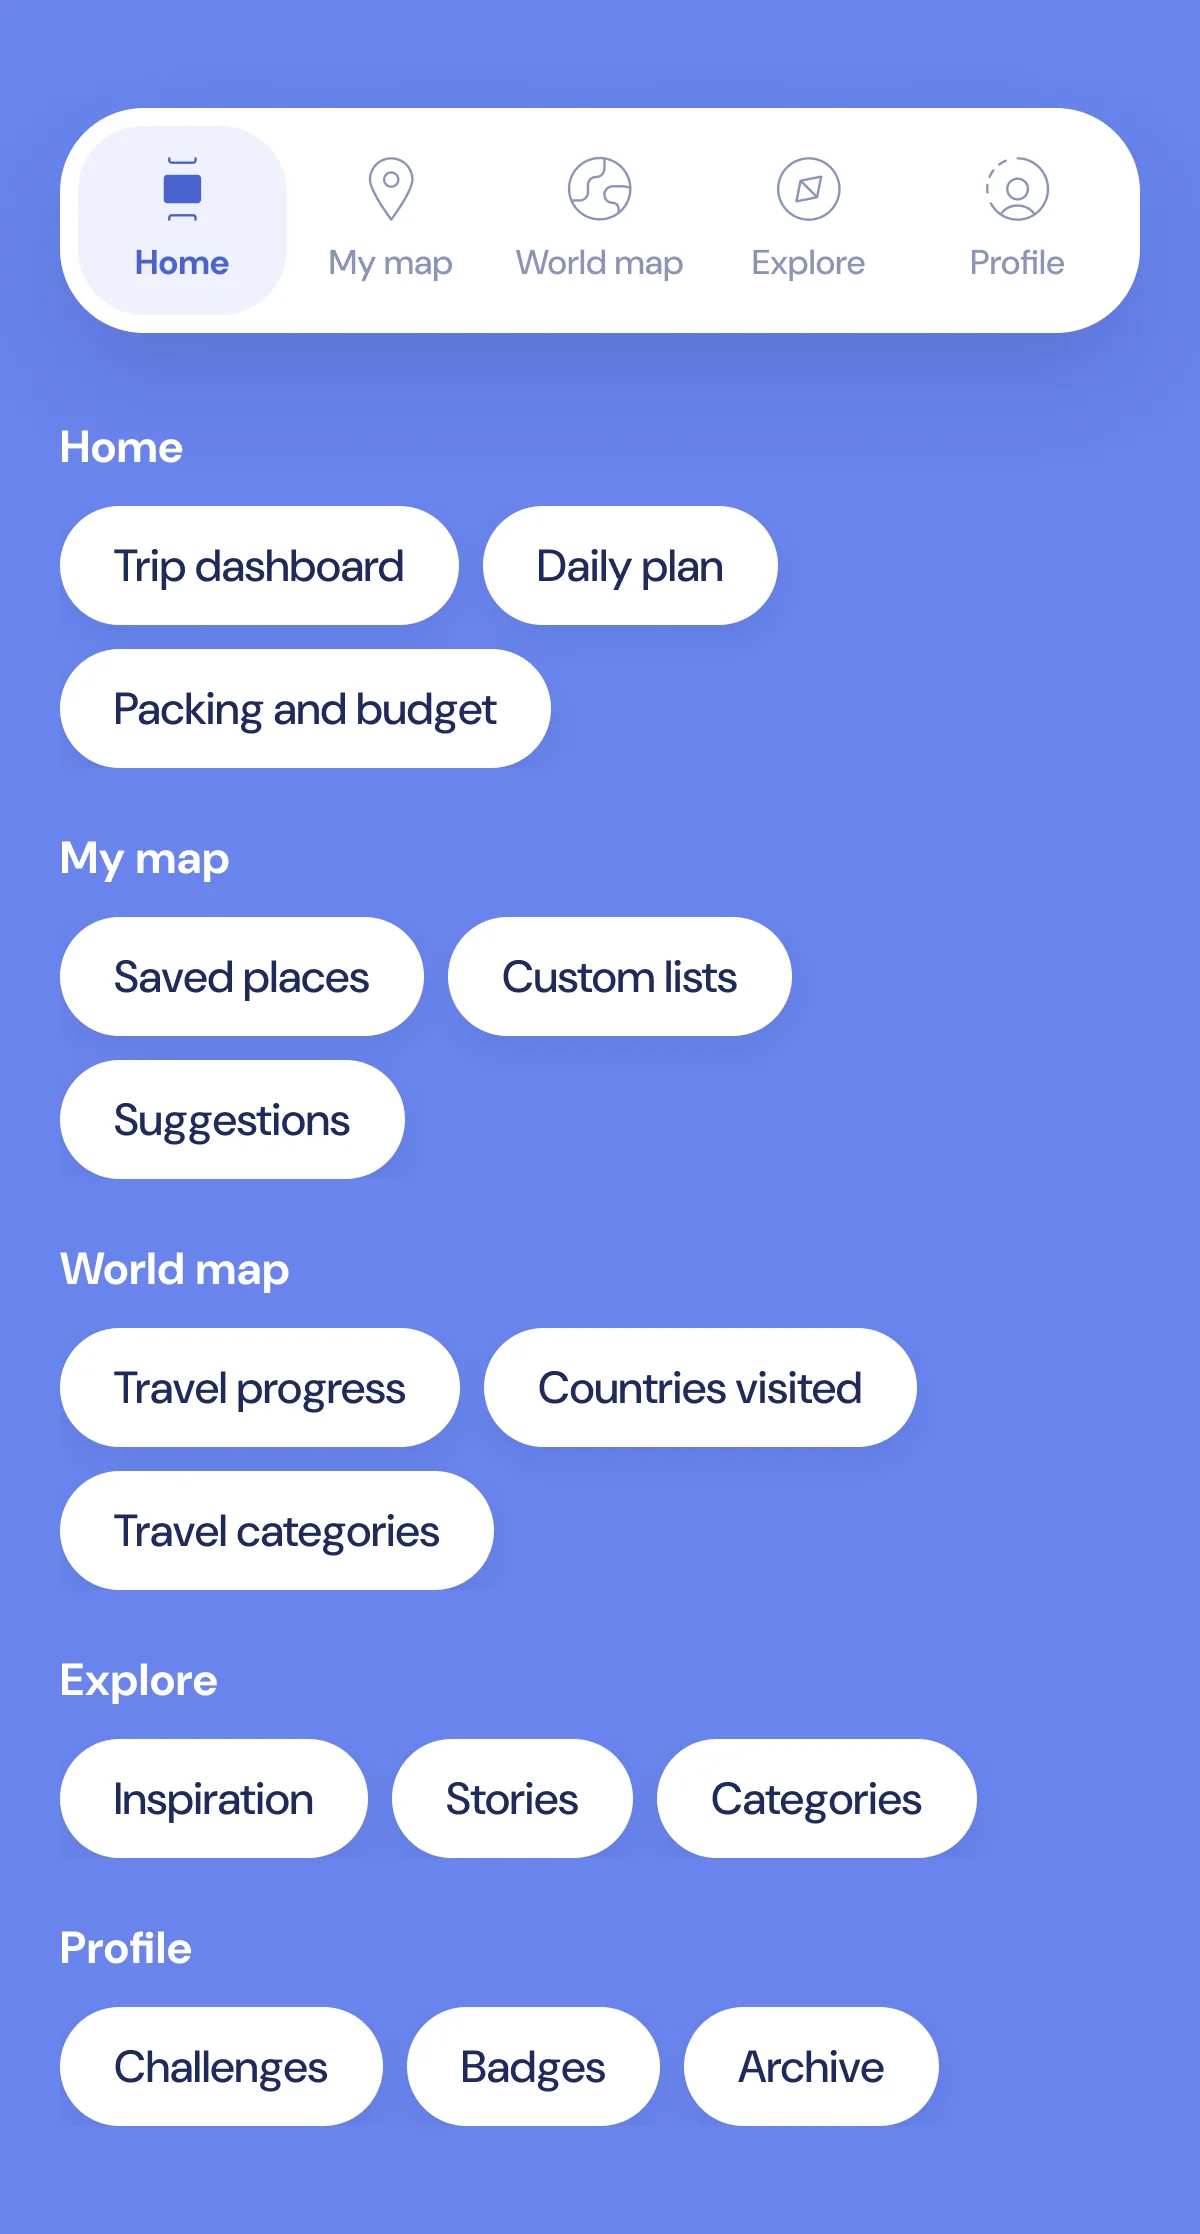 Home
My map
World map
Explore
Profile
Home
Trip dashboard
Daily plan
Packing and budget
My map
Saved places
Custom lists
Suggestions
World map
Travel progress
Countries visited
Travel categories
Explore
Inspiration
Stories
Categories
Profile
Challenges
Badges
Archive